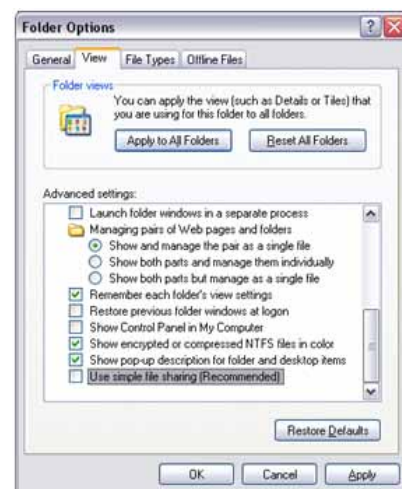 Folder Options
General View File Types Offline Files
Folder views
You can apply the view (such as Details or Tiles) that
you are using for this folder to all folders.
Apply to All Folders Reset All Folders
Advanced settings:
Launch folder windows in a separate process
Managing pairs of Web pages and folders
Show and manage the pair as a single file
Show both parts and manage them individually
Show both parts but manage as a single file
Remember each folder's view settings
Restore previous folder windows at logon
Show Control Panel in My Computer
Show encrypted or compressed NTFS files in color
Show pop-up description for folder and desktop items
Use simple file sharing (Recommended)
Restore Defaults
OK Cancel Apply